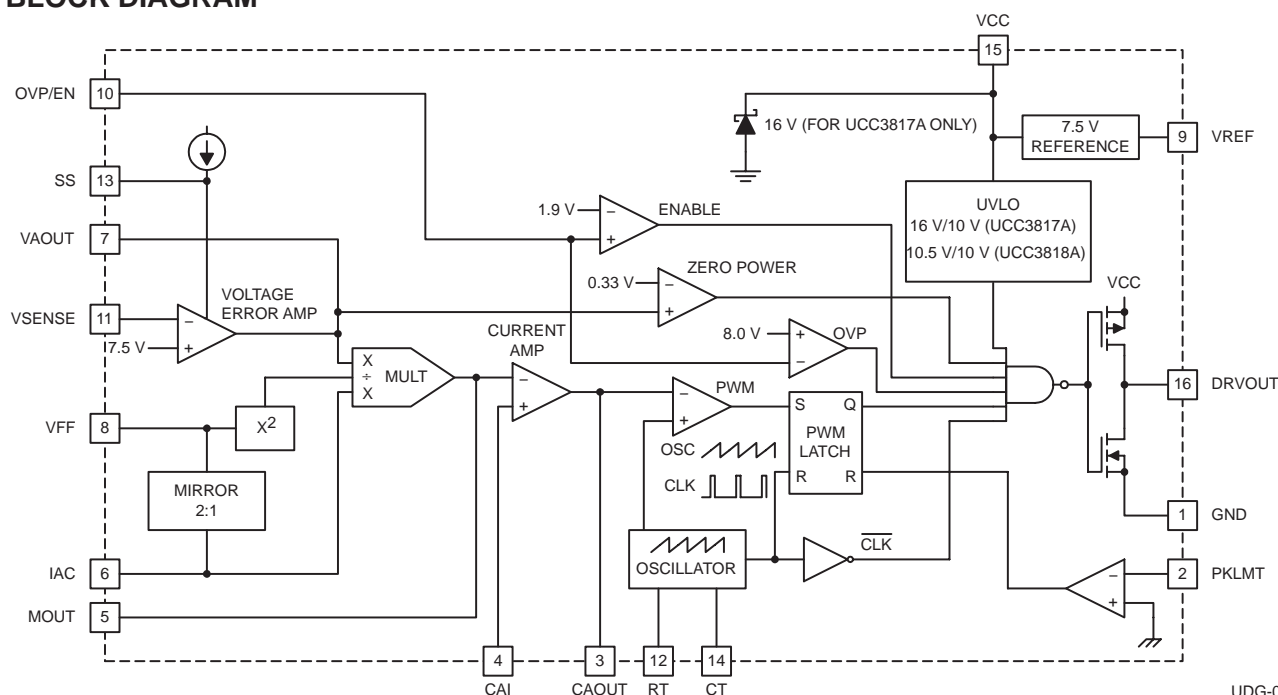 BLOCK DIAGRAM
VCC
15
OVP/EN 10
16 V (FOR UCC3817A ONLY)
7.5 V
REFERENCE
9 VREF
SS 13
UVLO
16 V/10 V (UCC3817A)
10.5 V/10 V (UCC3818A)
1.9 V
−
+
ENABLE
VAOUT 7
0.33 V
−
+
ZERO POWER
VCC
VSENSE 11
7.5 V
−
+
VOLTAGE
ERROR AMP
8.0 V
+
−
OVP
CURRENT
AMP
−
+
X
÷
X
MULT
PWM
−
+
16 DRVOUT
VFF 8
X2
S Q
PWM
LATCH
R R
OSC
CLK
MIRROR
2:1
1 GND
OSCILLATOR
CLK
IAC 6
−
+
2 PKLMT
MOUT 5
4
3
12
14
CAI
CAOUT
RT
CT